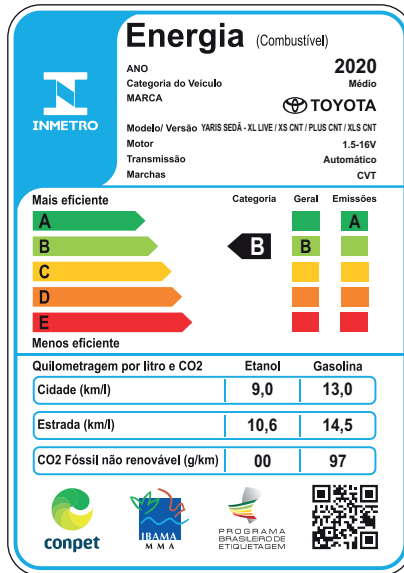 Energia (Combustível)
ANO 2020
Categoria do Veículo Médio
MARCA TOYOTA
INMETRO
Modelo/ Versão YARIS SEDÃ - XL LIVE / XS CNT / PLUS CNT / XLS CNT
Motor 1.5-16V
Transmissão Automático
Marchas CVT
Mais eficiente Categoria Geral Emissões
A A
B B B
C
D
E
Menos eficiente
Quilometragem por litro e CO2 Etanol Gasolina
Cidade (km/l) 9,0 13,0
Estrada (km/l) 10,6 14,5
CO2 Fóssil não renovável (g/km) 00 97
conpet
IBAMA
M M A
PROGRAMA
BRASILEIRO DE
ETIQUETAGEM